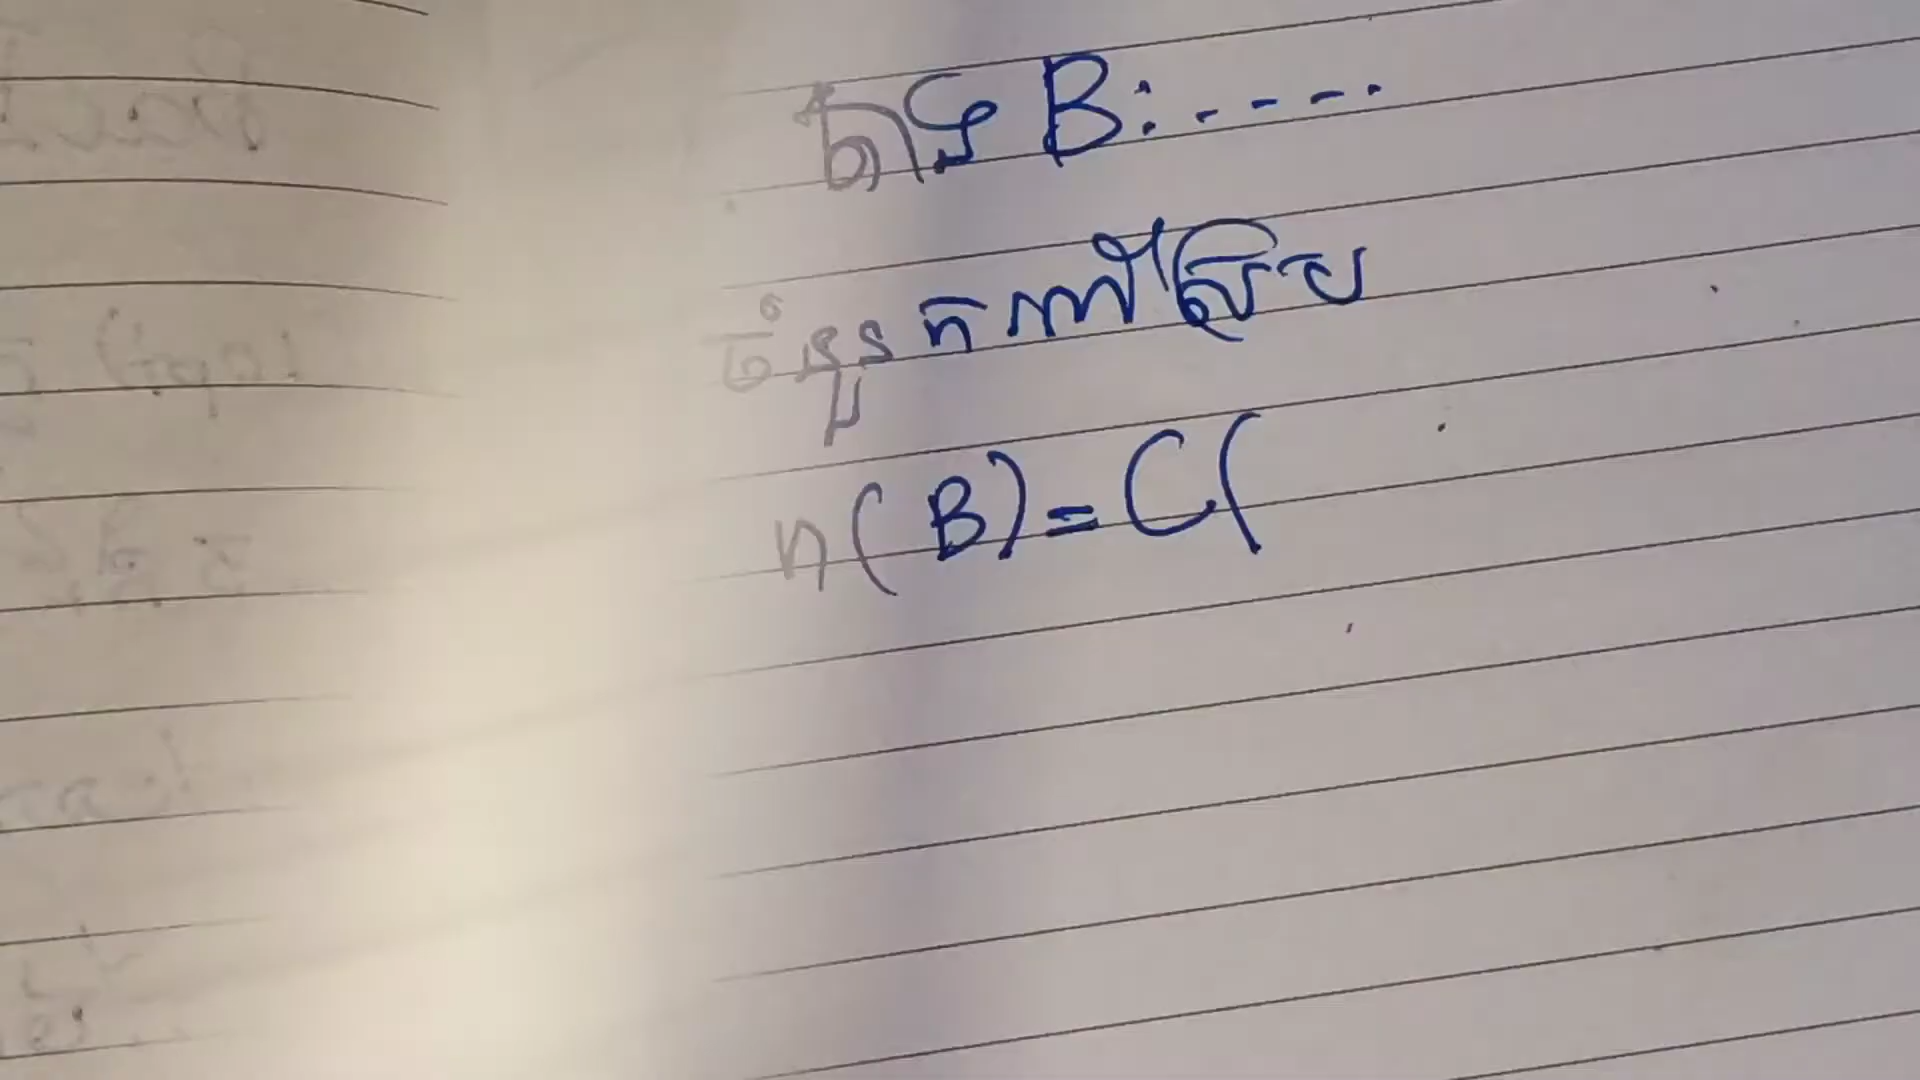 តាង B: ....
ចំនួនករណីស្រប
n(B) = C(